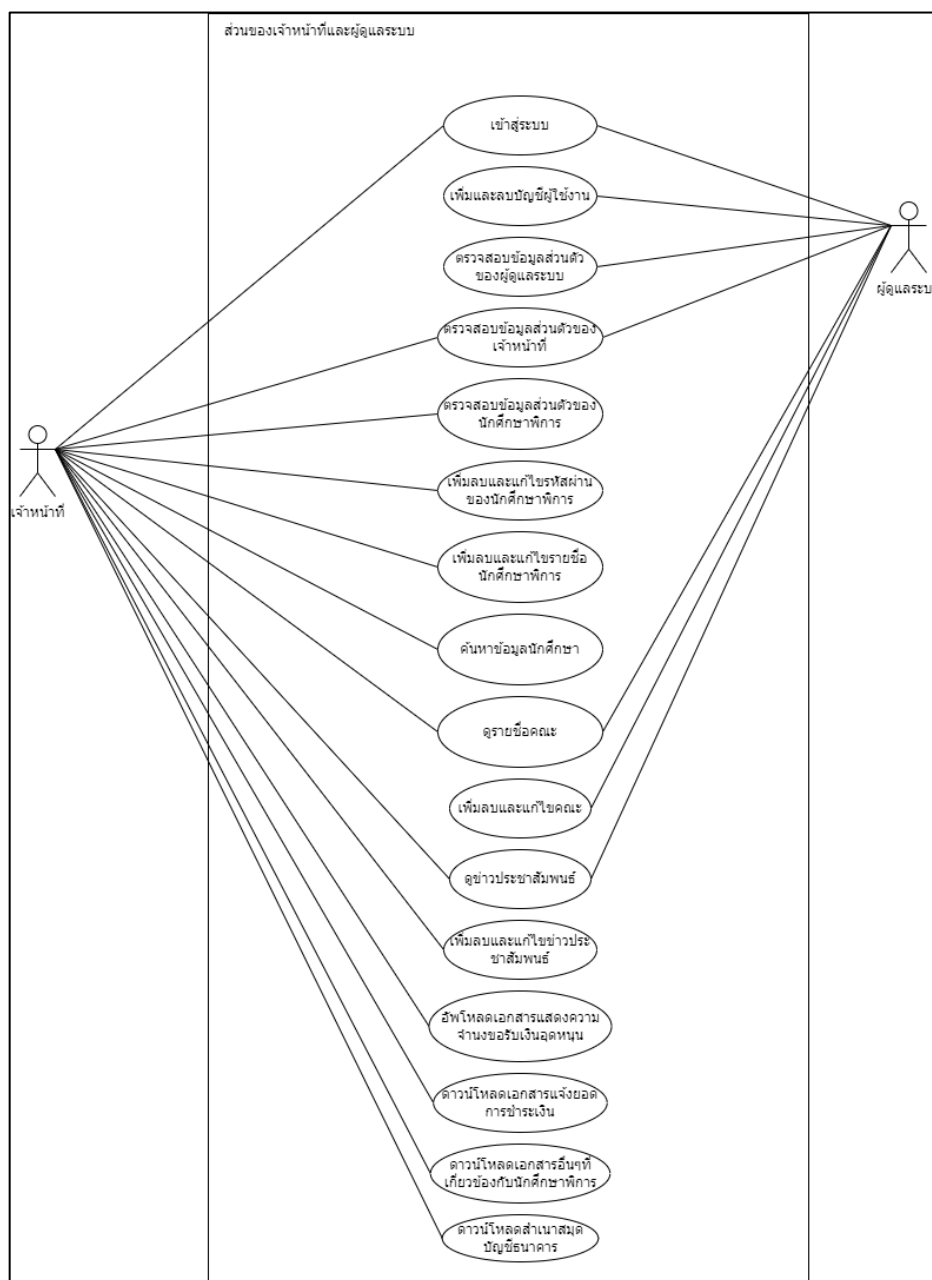 ส่วนของเจ้าหน้าที่และผู้ดูแลระบบ
เข้าสู่ระบบ
เพิ่มและลบบัญชีผู้ใช้งาน
ตรวจสอบข้อมูลส่วนตัว
ของผู้ดูแลระบบ
ผู้ดูแลระบ
ตรวจสอบข้อมูลส่วนตัวของ
เจ้าหน้าที่
ตรวจสอบข้อมูลส่วนตัวของ
นักศึกษาพิการ
เจ้าหน้าที่
เพิ่มลบและแก้ไขรหัสผ่าน
ของนักศึกษาพิการ
เพิ่มลบและแก้ไขรายชื่อ
นักศึกษาพิการ
ค้นหาข้อมูลนักศึกษา
ดูรายชื่อคณะ
เพิ่มลบและแก้ไขคณะ
ดูข่าวประชาสัมพนธ์
เพิ่มลบและแก้ไขข่าวประ
ชาสัมพนธ์
อัพโหลดเอกสารแสดงความ
จำนงขอรับเงินอุดหนุน
ดาวน์โหลดเอกสารแจ้งยอด
การชำระเงิน
ดาวน์โหลดเอกสารอื่นๆที่
เกี่ยวข้องกับนักศึกษาพิการ
ดาวน์โหลดสำเนาสมุด
บัญชีธนาคาร